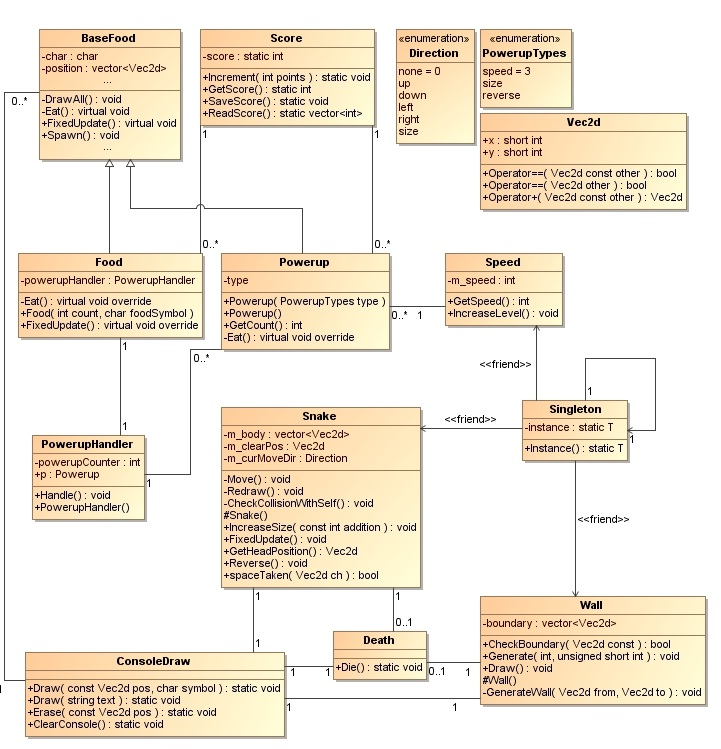 BaseFood
-char : char
-position : vector<Vec2d>
...
-DrawAll() : void
-Eat() : virtual void
+FixedUpdate() : virtual void
+Spawn() : void
...
Score
-score : static int
+Increment( int points ) : static void
+GetScore() : static int
+SaveScore() : static void
+ReadScore() : static vector<int>
«enumeration»
Direction
none = 0
up
down
left
right
size
«enumeration»
PowerupTypes
speed = 3
size
reverse
Vec2d
+x : short int
+y : short int
+Operator==( Vec2d const other ) : bool
+Operator==( Vec2d other ) : bool
+Operator+( Vec2d const other ) : Vec2d
0..*
1
1
0..*
0..*
Food
-powerupHandler : PowerupHandler
-Eat() : virtual void override
+Food( int count, char foodSymbol )
+FixedUpdate() : virtual void override
Powerup
-type
+Powerup( PowerupTypes type )
+Powerup()
+GetCount() : int
-Eat() : virtual void override
Speed
-m_speed : int
+GetSpeed() : int
+IncreaseLevel() : void
0..*
1
1
0..*
<<friend>>
1
PowerupHandler
-powerupCounter : int
+p : Powerup
+Handle() : void
+PowerupHandler()
1
1
Snake
-m_body : vector<Vec2d>
-m_clearPos : Vec2d
-m_curMoveDir : Direction
-Move() : void
-Redraw() : void
-CheckCollisionWithSelf() : void
#Snake()
+IncreaseSize( const int addition ) : void
+FixedUpdate() : void
+GetHeadPosition() : Vec2d
+Reverse() : void
+spaceTaken( Vec2d ch ) : bool
<<friend>>
Singleton
-instance : static T
+Instance() : static T
1
<<friend>>
1
1
0..1
1
Death
+Die() : static void
Wall
-boundary : vector<Vec2d>
+CheckBoundary( Vec2d const ) : bool
+Generate( int, unsigned short int ) : void
+Draw() : void
#Wall()
-GenerateWall( Vec2d from, Vec2d to ) : void
ConsoleDraw
+Draw( const Vec2d pos, char symbol ) : static void
+Draw( string text ) : static void
+Erase( const Vec2d pos ) : static void
+ClearConsole() : static void
1
1
1
0..1
1
1
1